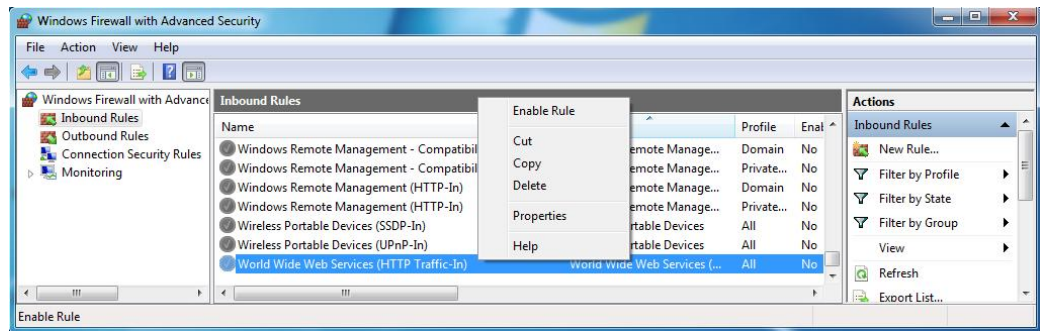 Windows Firewall with Advanced Security
File Action View Help
Windows Firewall with Advance
Inbound Rules
Outbound Rules
Connection Security Rules
Monitoring
Inbound Rules
Name Profile Enal
Windows Remote Management - Compatibil emote Manage... Domain No
Windows Remote Management - Compatibil emote Manage... Private... No
Windows Remote Management (HTTP-In) emote Manage... Domain No
Windows Remote Management (HTTP-In) emote Manage... Private... No
Wireless Portable Devices (SSDP-In) rtable Devices All No
Wireless Portable Devices (UPnP-In) rtable Devices All No
World Wide Web Services (HTTP Traffic-In) World Wide Web Services (... All No
Enable Rule
Cut
Copy
Delete
Properties
Help
Actions
Inbound Rules
New Rule...
Filter by Profile
Filter by State
Filter by Group
View
Refresh
Export List...
Enable Rule